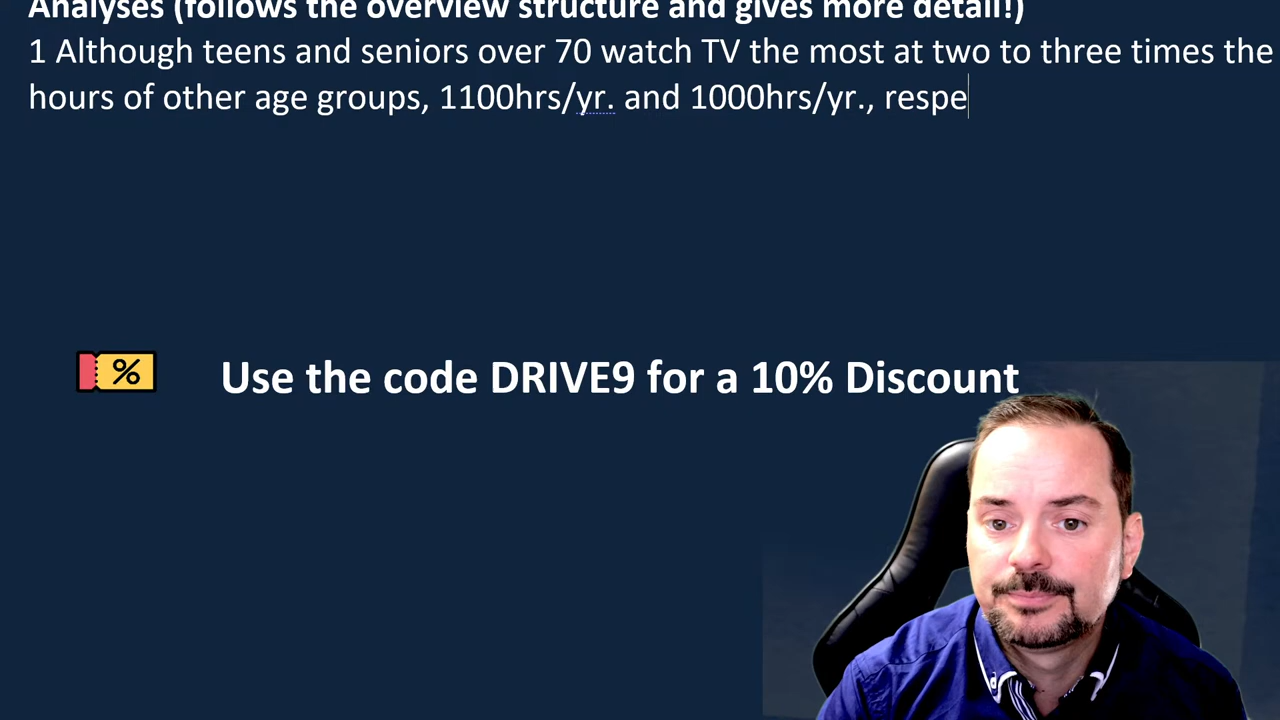 Analyses (follows the overview structure and gives more detail!)
1 Although teens and seniors over 70 watch TV the most at two to three times the
hours of other age groups, 1100hrs/yr. and 1000hrs/yr., respe
% Use the code DRIVE9 for a 10% Discount